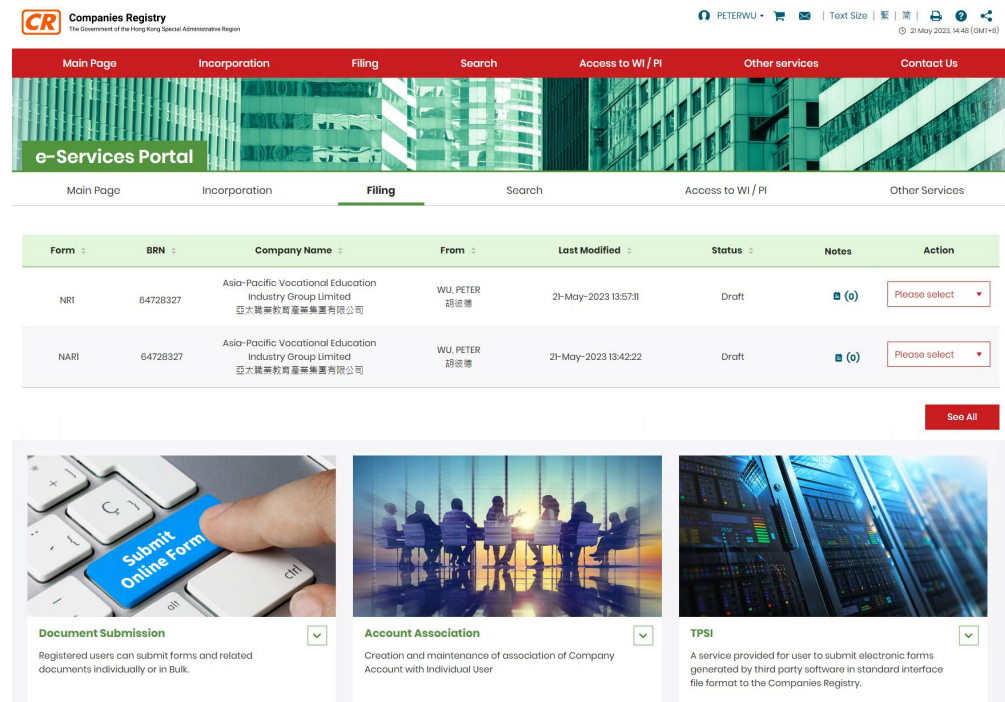 CR Companies Registry
The Government of the Hong Kong Special Administrative Region
PETERWU | Text Size | 繁 | 简 |
21 May 2023, 14:48 (GMT+8)
Main Page Incorporation Filing Search Access to WI / PI Other services Contact Us
e-Services Portal
Main Page Incorporation Filing Search Access to WI / PI Other Services
Form BRN Company Name From Last Modified Status Notes Action
Asia-Pacific Vocational Education
NR1 64728327 Industry Group Limited WU, PETER 21-May-2023 13:57:11 Draft (0) Please select
亞太職業教育產業集團有限公司 胡彼德
Asia-Pacific Vocational Education
NAR1 64728327 Industry Group Limited WU, PETER 21-May-2023 13:42:22 Draft (0) Please select
亞太職業教育產業集團有限公司 胡彼德
See All
Submit
Online Form
ctrl
alt
Document Submission
Registered users can submit forms and related
documents individually or in Bulk.
Account Association
Creation and maintenance of association of Company
Account with Individual User
TPSI
A service provided for user to submit electronic forms
generated by third party software in standard interface
file format to the Companies Registry.